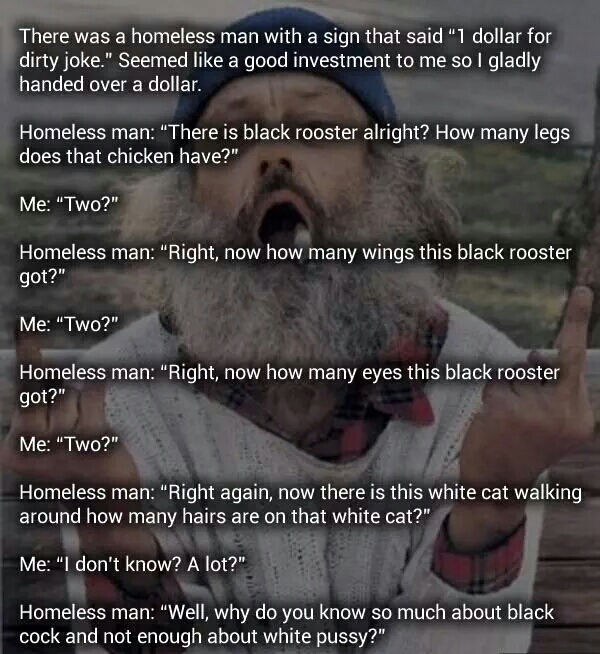 There was a homeless man with a sign that said “1 dollar for
dirty joke.” Seemed like a good investment to me so I gladly
handed over a dollar.
Homeless man: “There is black rooster alright? How many legs
does that chicken have?”
Me: “Two?”
Homeless man: “Right, now how many wings this black rooster
got?”
Me: “Two?”
Homeless man: “Right, now how many eyes this black rooster
got?”
Me: “Two?”
Homeless man: “Right again, now there is this white cat walking
around how many hairs are on that white cat?”
Me: “I don't know? A lot?”
Homeless man: “Well, why do you know so much about black
cock and not enough about white pussy?”